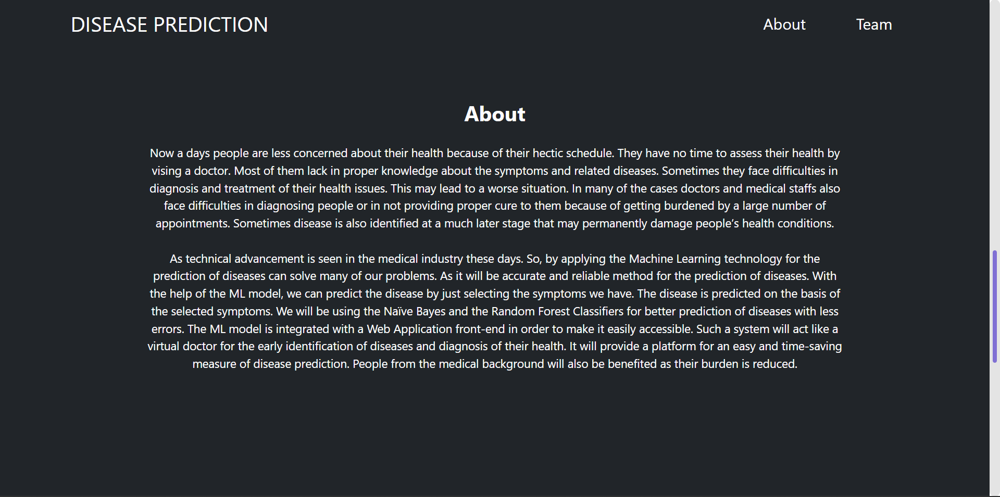 DISEASE PREDICTION
About
Team
About
Now a days people are less concerned about their health because of their hectic schedule. They have no time to assess their health by
vising a doctor. Most of them lack in proper knowledge about the symptoms and related diseases. Sometimes they face difficulties in
diagnosis and treatment of their health issues. This may lead to a worse situation. In many of the cases doctors and medical staffs also
face difficulties in diagnosing people or in not providing proper cure to them because of getting burdened by a large number of
appointments. Sometimes disease is also identified at a much later stage that may permanently damage people’s health conditions.
As technical advancement is seen in the medical industry these days. So, by applying the Machine Learning technology for the
prediction of diseases can solve many of our problems. As it will be accurate and reliable method for the prediction of diseases. With
the help of the ML model, we can predict the disease by just selecting the symptoms we have. The disease is predicted on the basis of
the selected symptoms. We will be using the Naïve Bayes and the Random Forest Classifiers for better prediction of diseases with less
errors. The ML model is integrated with a Web Application front-end in order to make it easily accessible. Such a system will act like a
virtual doctor for the early identification of diseases and diagnosis of their health. It will provide a platform for an easy and time-saving
measure of disease prediction. People from the medical background will also be benefited as their burden is reduced.